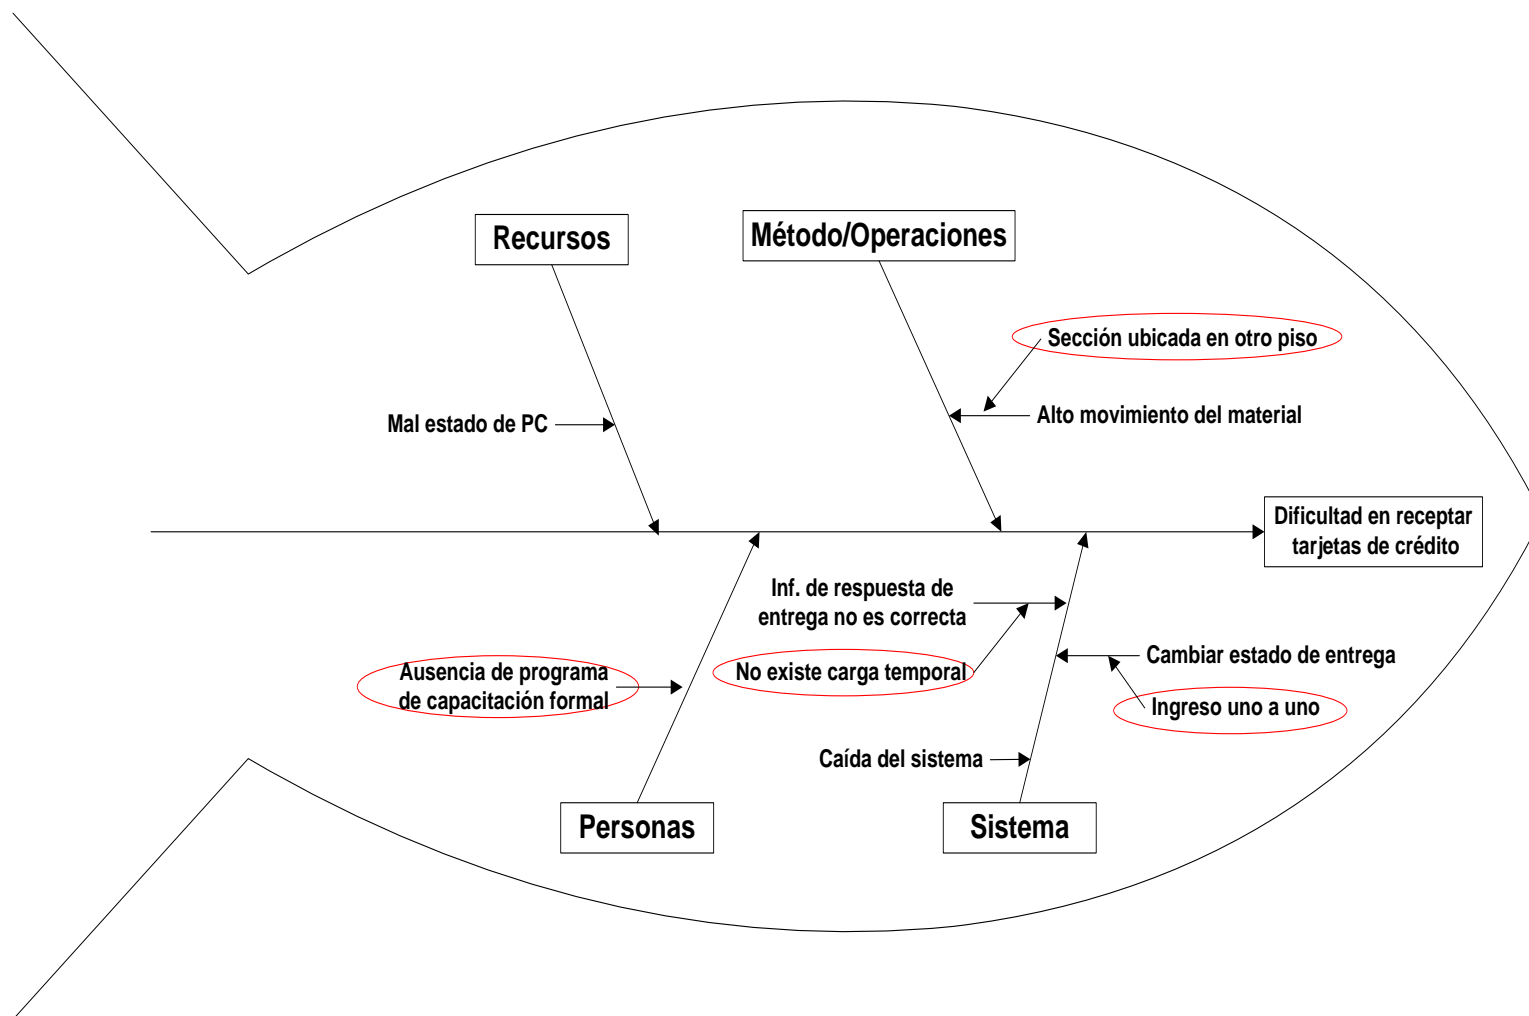 Recursos
Método/Operaciones
Sección ubicada en otro piso
Mal estado de PC
Alto movimiento del material
Dificultad en receptar
tarjetas de crédito
Inf. de respuesta de
entrega no es correcta
Ausencia de programa
de capacitación formal
No existe carga temporal
Cambiar estado de entrega
Ingreso uno a uno
Caída del sistema
Personas
Sistema